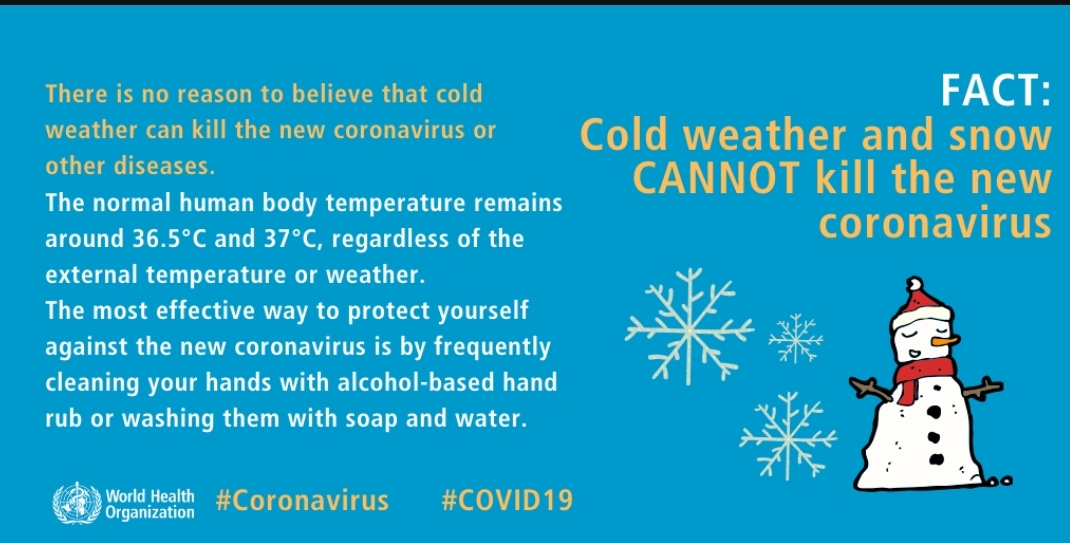 There is no reason to believe that cold
weather can kill the new coronavirus or
other diseases.
The normal human body temperature remains
around 36.5°C and 37°C, regardless of the
external temperature or weather.
The most effective way to protect yourself
against the new coronavirus is by frequently
cleaning your hands with alcohol-based hand
rub or washing them with soap and water.
FACT:
Cold weather and snow
CANNOT kill the new
coronavirus
World Health
Organization
#Coronavirus #COVID19